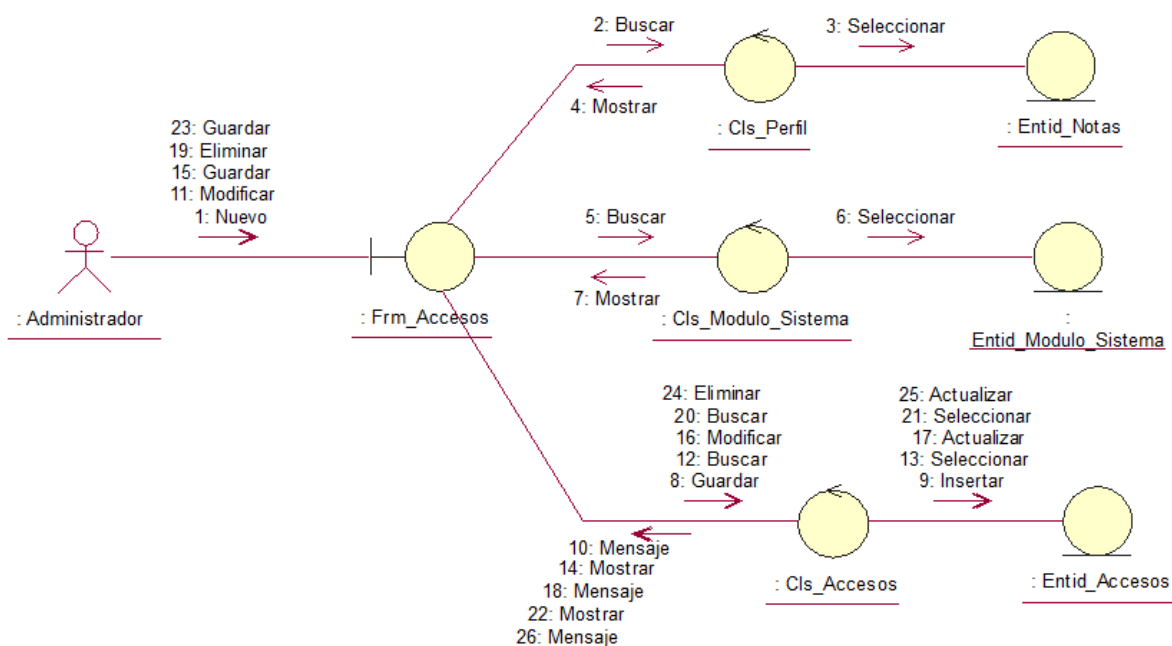 2: Buscar
3: Seleccionar
4: Mostrar
: Cls_Perfil
: Entid_Notas
23: Guardar
19: Eliminar
15: Guardar
11: Modificar
1: Nuevo
5: Buscar
6: Seleccionar
7: Mostrar
: Administrador
: Frm_Accesos
: Cls_Modulo_Sistema
:
Entid_Modulo_Sistema
24: Eliminar
20: Buscar
16: Modificar
12: Buscar
8: Guardar
25: Actualizar
21: Seleccionar
17: Actualizar
13: Seleccionar
9: Insertar
10: Mensaje
14: Mostrar
18: Mensaje
22: Mostrar
26: Mensaje
: Cls_Accesos
: Entid_Accesos